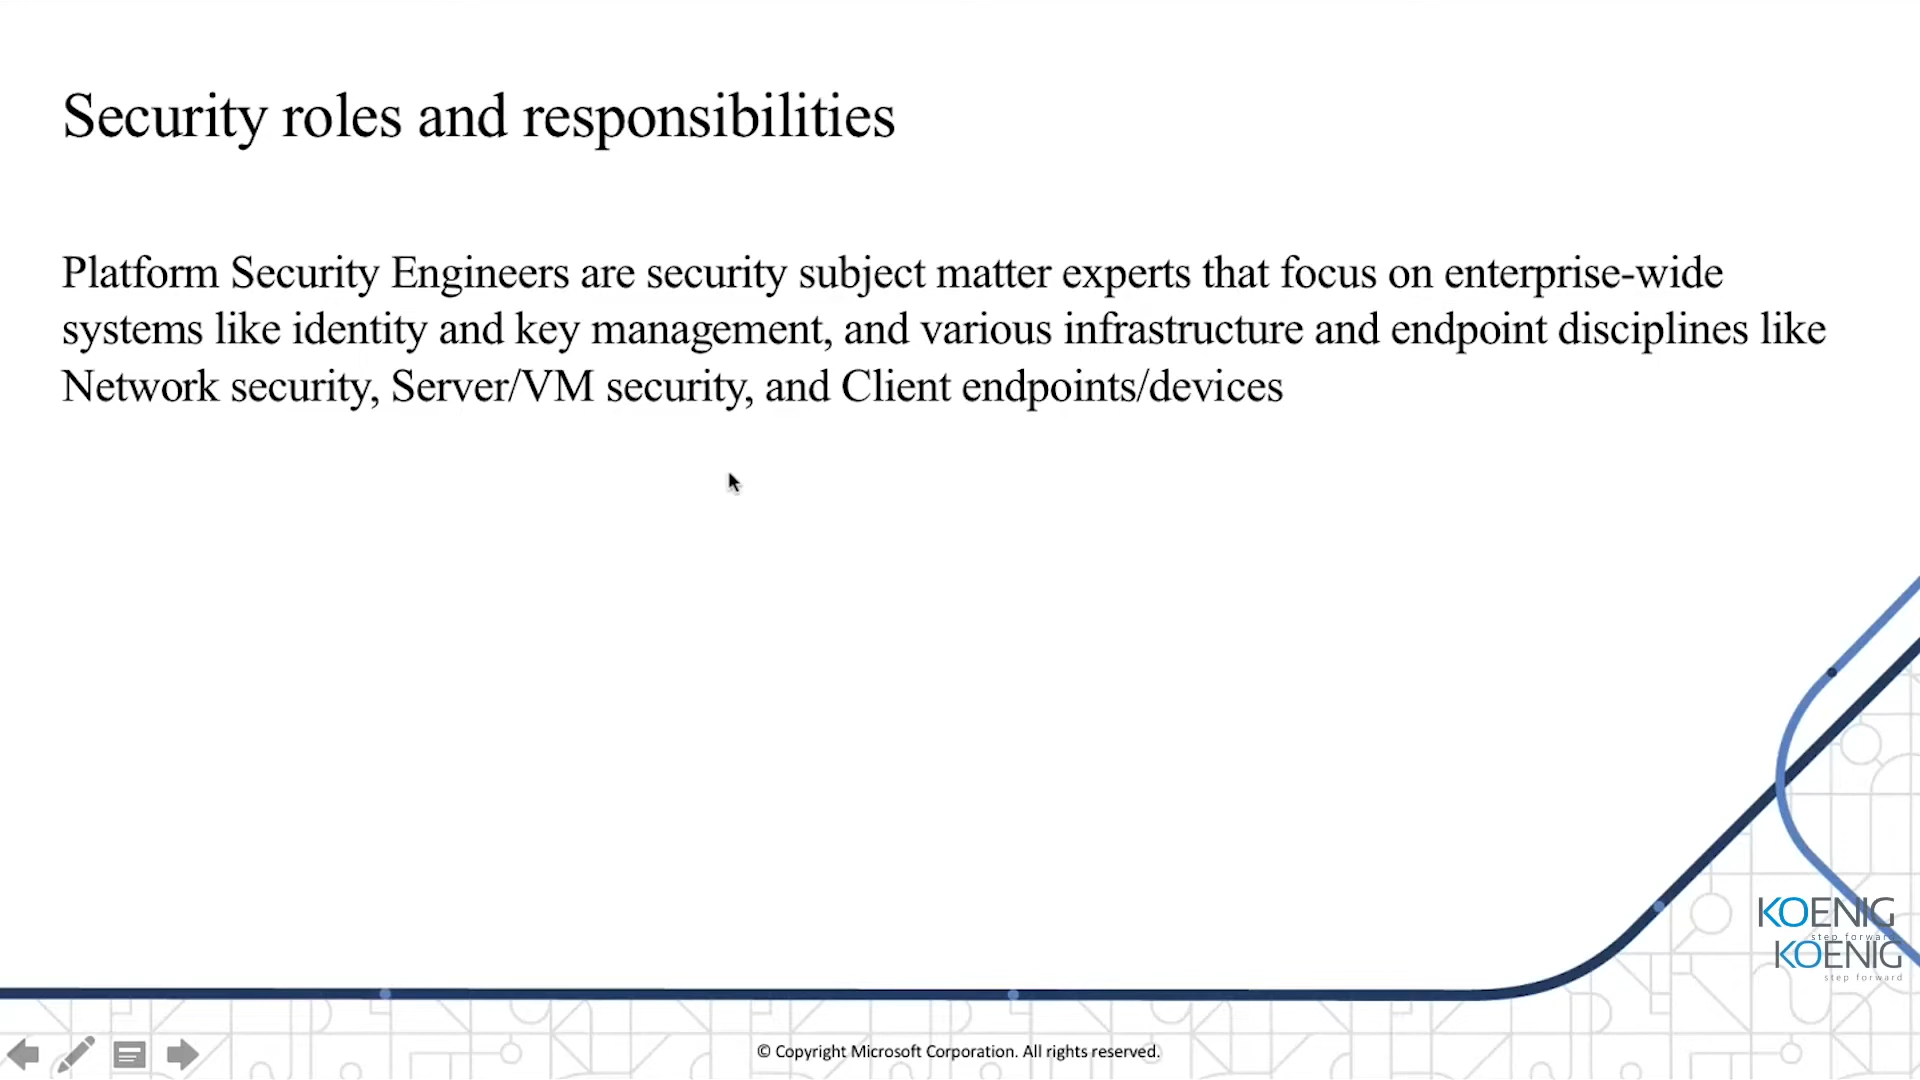 Security roles and responsibilities
Platform Security Engineers are security subject matter experts that focus on enterprise-wide
systems like identity and key management, and various infrastructure and endpoint disciplines like
Network security, Server/VM security, and Client endpoints/devices
KOENIG
step forward
KOENIG
step forward
© Copyright Microsoft Corporation. All rights reserved.